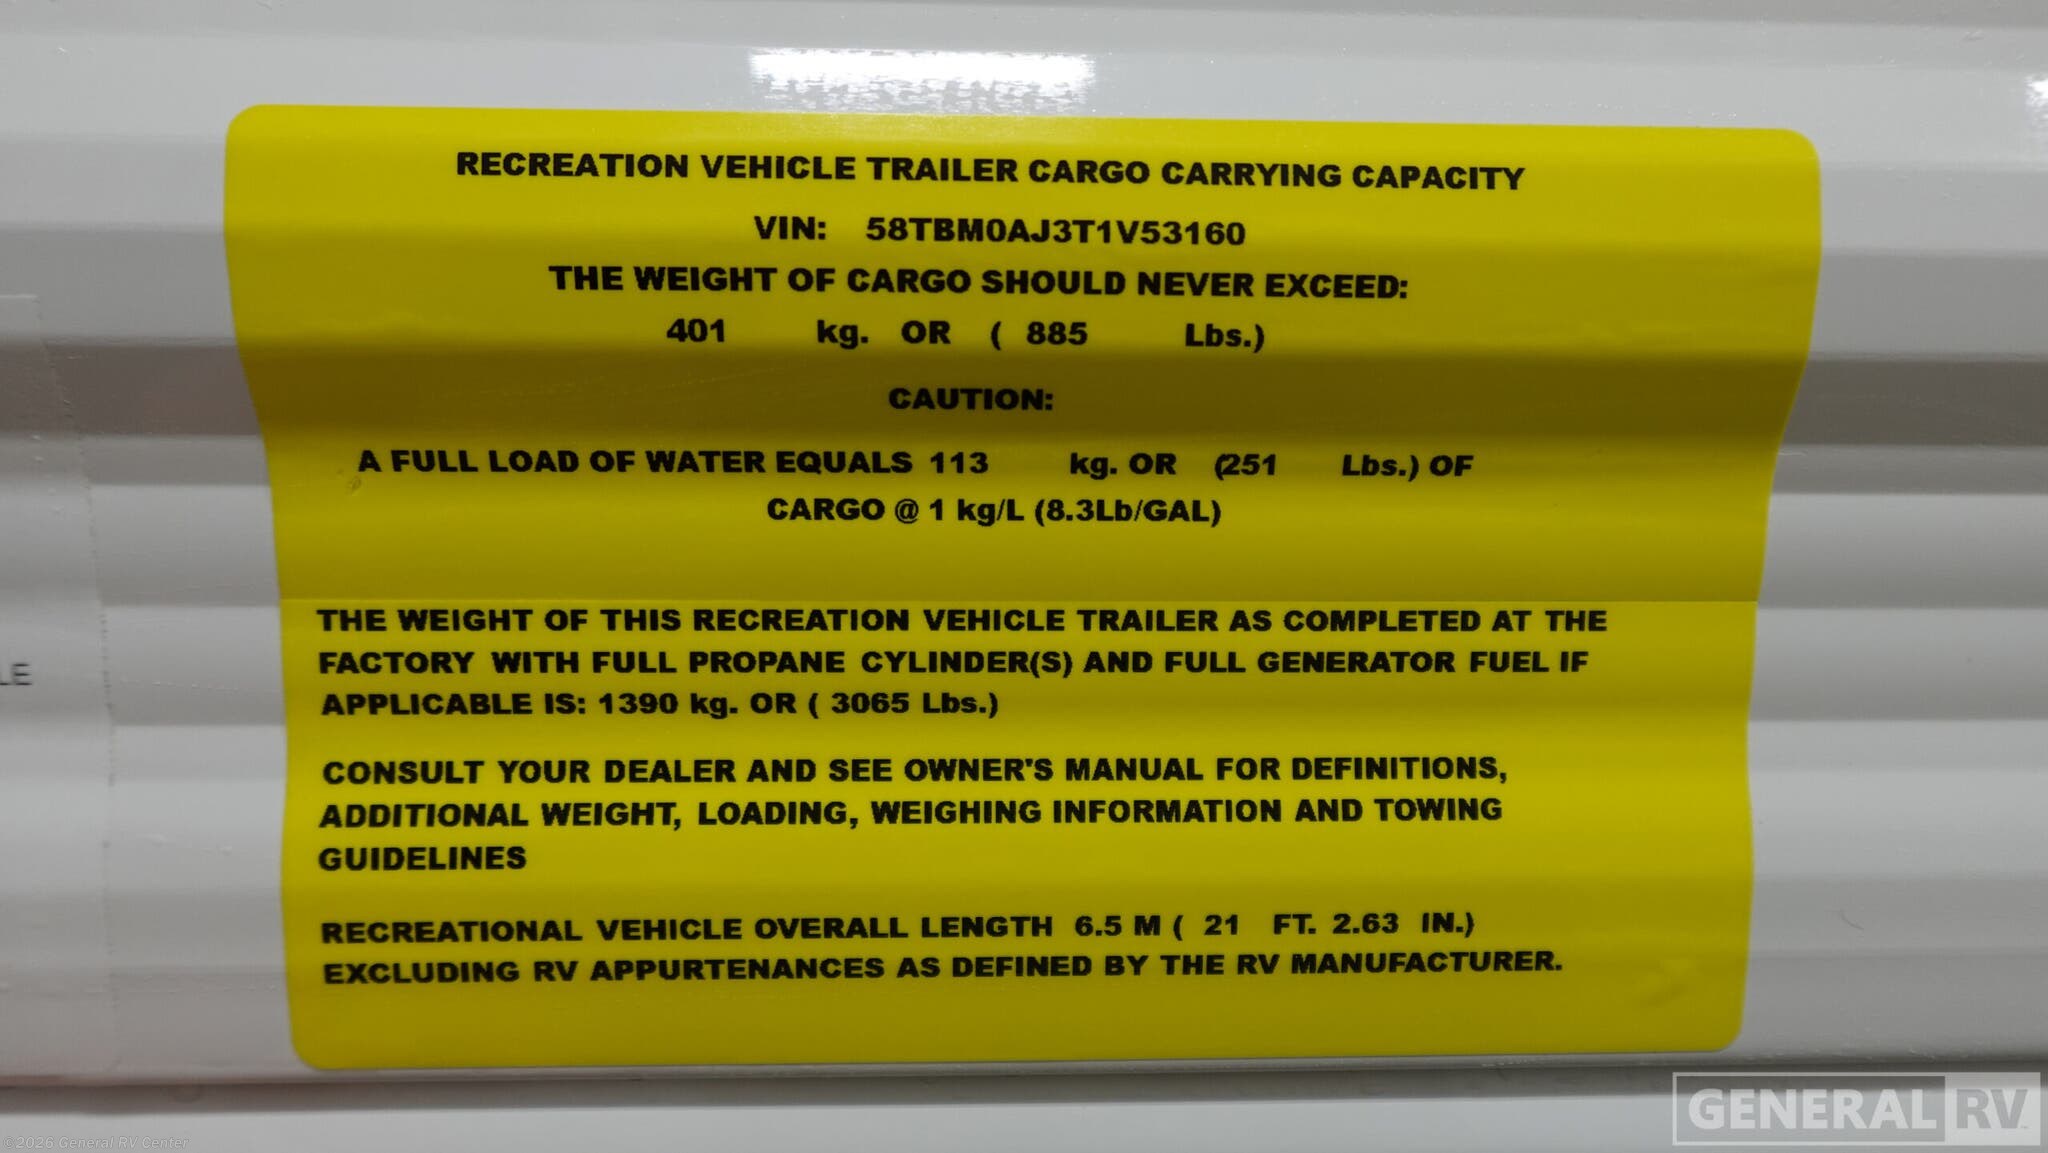 RECREATION VEHICLE TRAILER CARGO CARRYING CAPACITY
VIN: 58TBM0AJ3T1V53160
THE WEIGHT OF CARGO SHOULD NEVER EXCEED:
401 kg. OR ( 885 Lbs.)
CAUTION:
A FULL LOAD OF WATER EQUALS 113 kg. OR (251 Lbs.) OF
CARGO @ 1 kg/L (8.3Lb/GAL)
THE WEIGHT OF THIS RECREATION VEHICLE TRAILER AS COMPLETED AT THE
FACTORY WITH FULL PROPANE CYLINDER(S) AND FULL GENERATOR FUEL IF
APPLICABLE IS: 1390 kg. OR ( 3065 Lbs.)
CONSULT YOUR DEALER AND SEE OWNER'S MANUAL FOR DEFINITIONS,
ADDITIONAL WEIGHT, LOADING, WEIGHING INFORMATION AND TOWING
GUIDELINES
RECREATIONAL VEHICLE OVERALL LENGTH 6.5 M ( 21 FT. 2.63 IN.)
EXCLUDING RV APPURTENANCES AS DEFINED BY THE RV MANUFACTURER.
LE
GENERAL RV
©2026 General RV Center